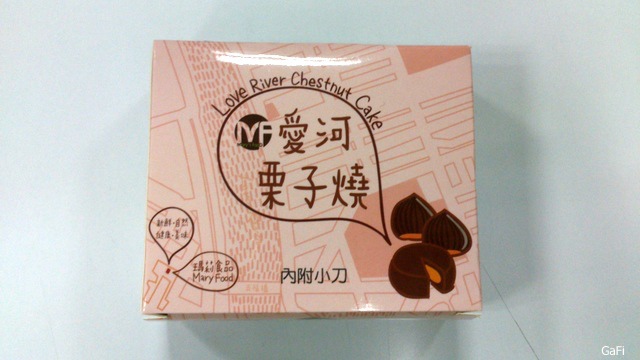 Love River Chestnut Cake
MF 愛河
栗子燒
新鮮·自然
健康·美味
瑪莉食品
Mary Food
內附小刀
GaFi